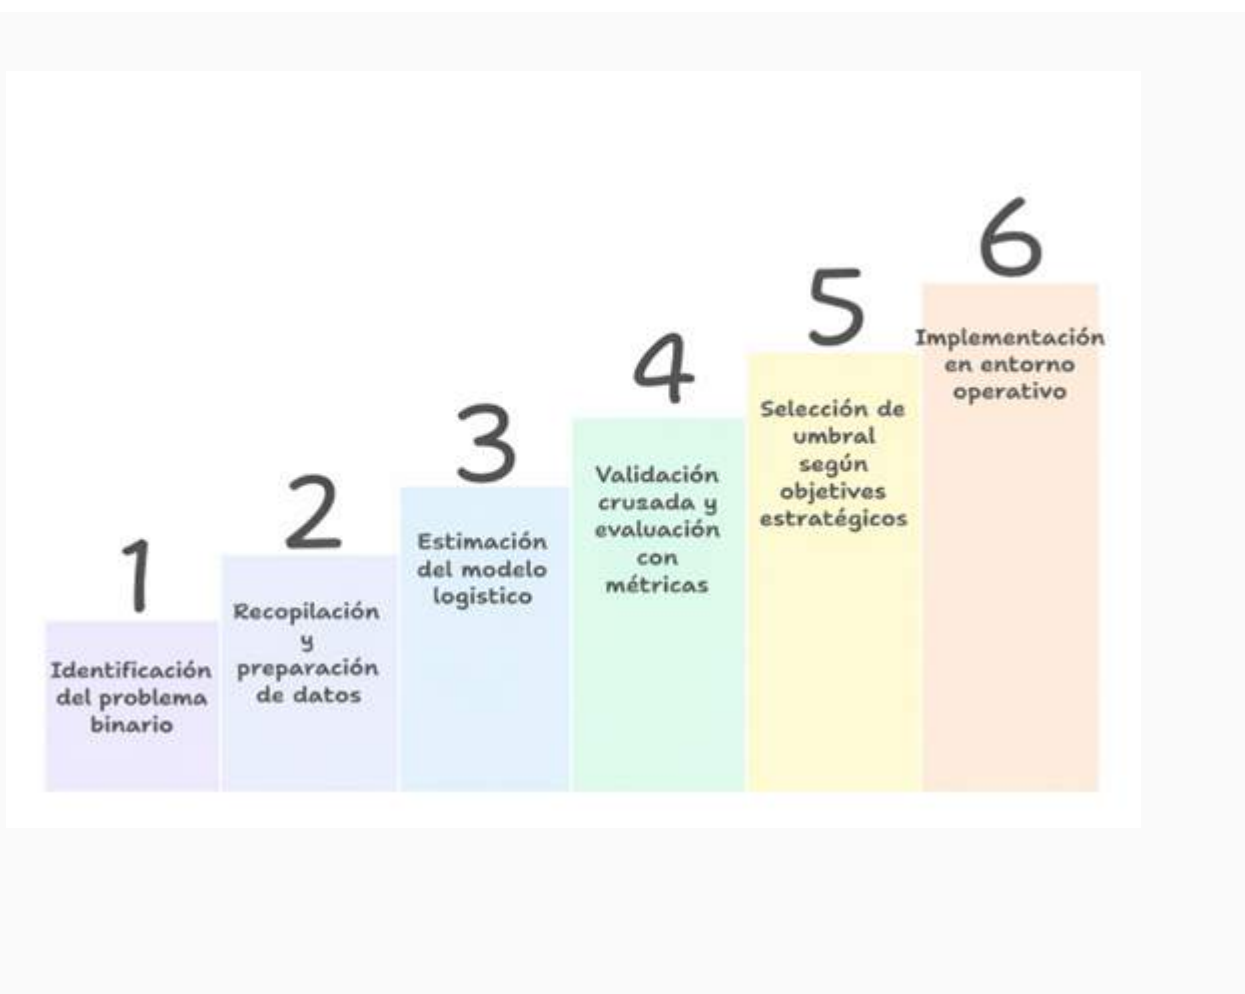 1
Identificación
del problema
binario
2
Recopilación
y
preparación
de datos
3
Estimación
del modelo
logistico
4
Validación
crusada y
evaluación
con
métricas
5
Selección de
umbral
según
objetives
estratégicos
6
Implementación
en entorno
operativo